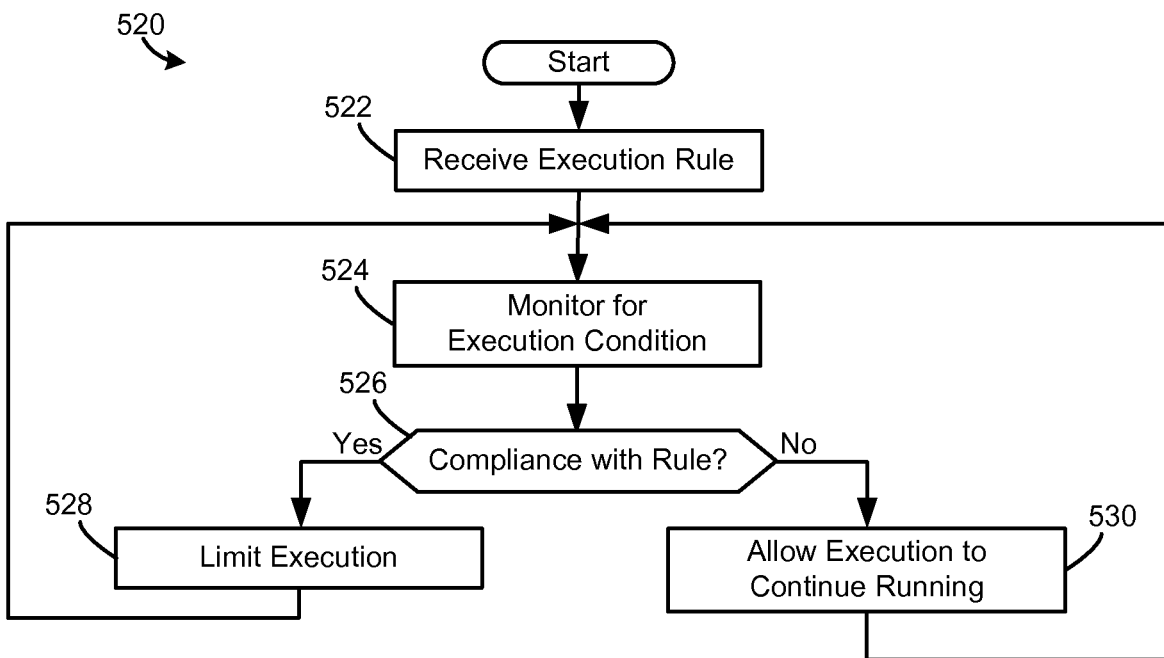 520
Start
522
Receive Execution Rule
524
Monitor for
Execution Condition
526
Yes
Compliance with Rule?
No
528
Limit Execution
530
Allow Execution to
Continue Running